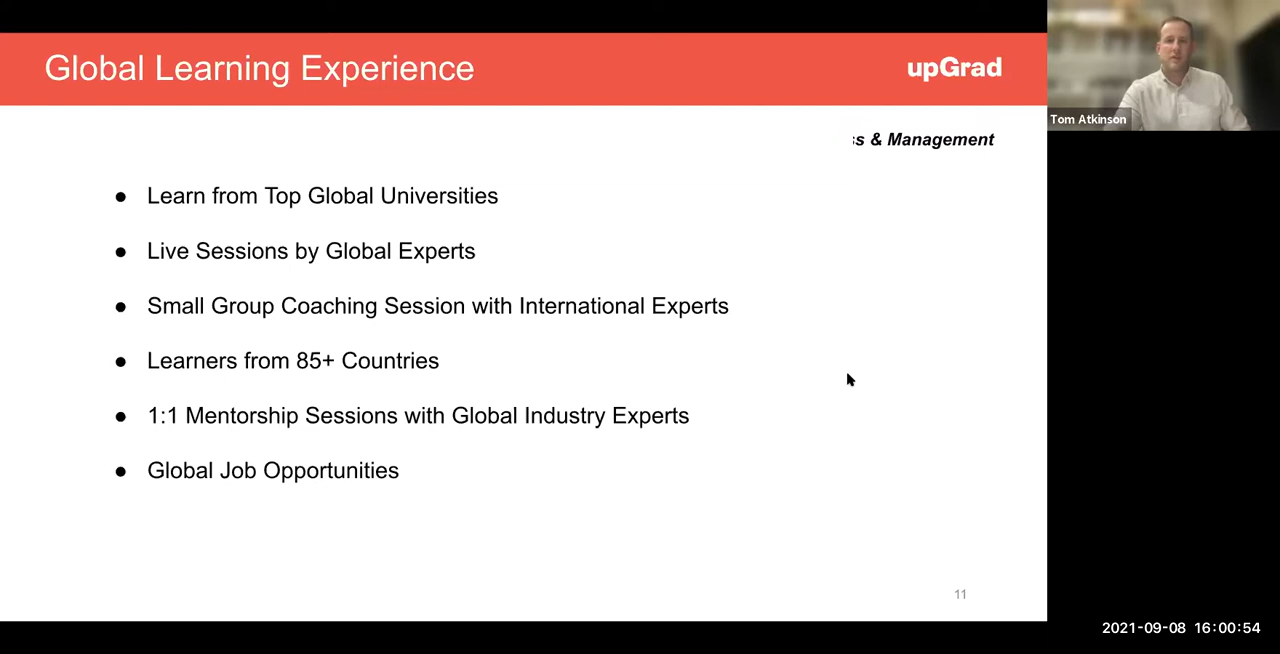 Global Learning Experience
upGrad
Tom Atkinson
& Management
● Learn from Top Global Universities
● Live Sessions by Global Experts
● Small Group Coaching Session with International Experts
● Learners from 85+ Countries
● 1:1 Mentorship Sessions with Global Industry Experts
● Global Job Opportunities
11
2021-09-08 16:00:54